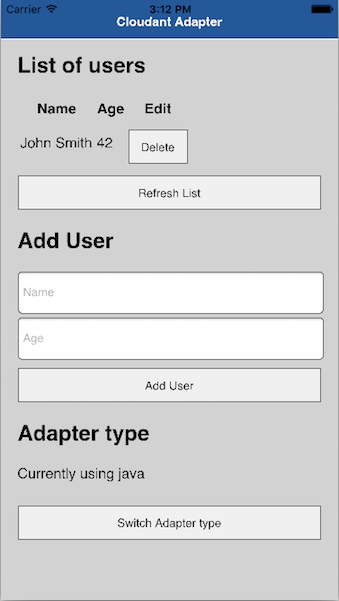 Carrier 3:12 PM
Cloudant Adapter
List of users
Name Age Edit
John Smith 42 Delete
Refresh List
Add User
Name
Age
Add User
Adapter type
Currently using java
Switch Adapter type